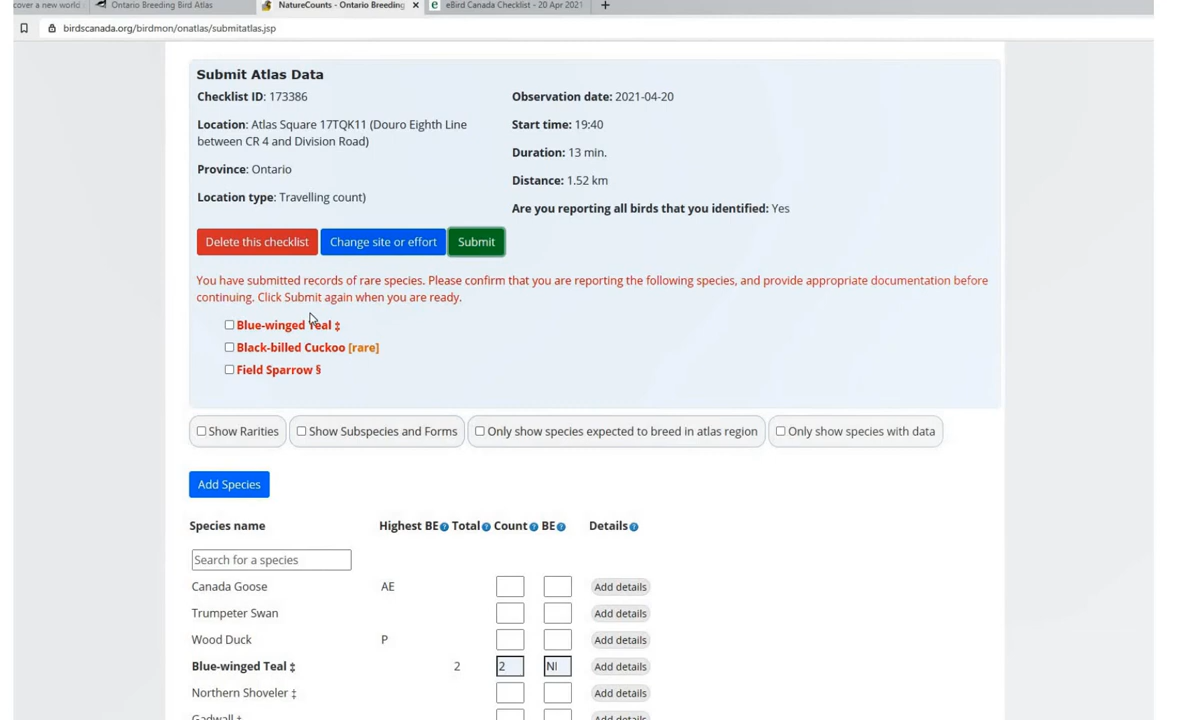 cover a new world
Ontario Breeding Bird Atlas
NatureCounts - Ontario Breeding
eBird Canada Checklist - 20 Apr 2021
birdscanada.org/birdmon/onatlas/submitatlas.jsp
Submit Atlas Data
Checklist ID: 173386
Observation date: 2021-04-20
Location: Atlas Square 17TQK11 (Douro Eighth Line
between CR 4 and Division Road)
Start time: 19:40
Duration: 13 min.
Province: Ontario
Distance: 1.52 km
Location type: Travelling count)
Are you reporting all birds that you identified: Yes
Delete this checklist Change site or effort Submit
You have submitted records of rare species. Please confirm that you are reporting the following species, and provide appropriate documentation before
continuing. Click Submit again when you are ready.
Blue-winged Teal ‡
Black-billed Cuckoo [rare]
Field Sparrow §
Show Rarities Show Subspecies and Forms Only show species expected to breed in atlas region Only show species with data
Add Species
Species name Highest BE? Total? Count? BE? Details?
Search for a species
Canada Goose AE Add details
Trumpeter Swan Add details
Wood Duck P Add details
Blue-winged Teal ‡ 2 2 Add details
Northern Shoveler ‡ Add details
Gadwall ‡ Add details